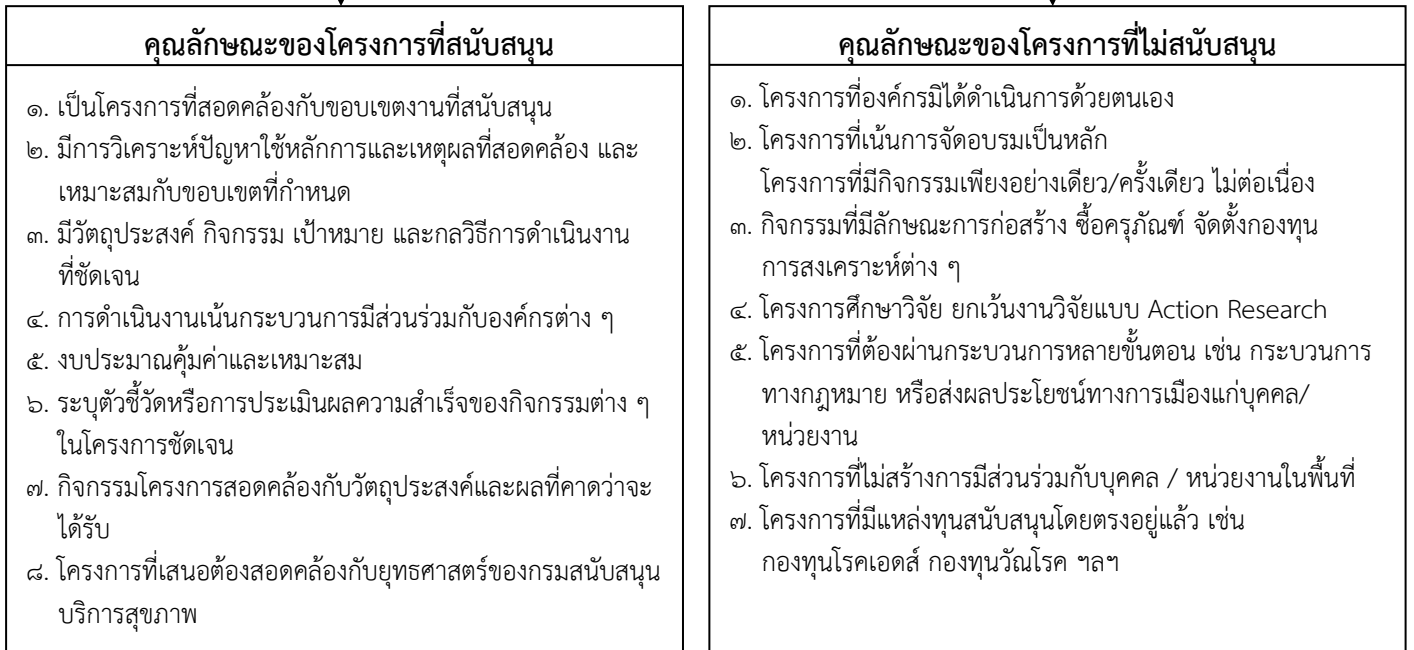 คุณลักษณะของโครงการที่สนับสนุน
๑. เป็นโครงการที่สอดคล้องกับขอบเขตงานที่สนับสนุน
๒. มีการวิเคราะห์ปัญหาใช้หลักการและเหตุผลที่สอดคล้อง และ
เหมาะสมกับขอบเขตที่กำหนด
๓. มีวัตถุประสงค์ กิจกรรม เป้าหมาย และกลวิธีการดำเนินงาน
ที่ชัดเจน
๔. การดำเนินงานเน้นกระบวนการมีส่วนร่วมกับองค์กรต่าง ๆ
๕. งบประมาณคุ้มค่าและเหมาะสม
๖. ระบุตัวชี้วัดหรือการประเมินผลความสำเร็จของกิจกรรมต่าง ๆ
ในโครงการชัดเจน
๗. กิจกรรมโครงการสอดคล้องกับวัตถุประสงค์และผลที่คาดว่าจะ
ได้รับ
๘. โครงการที่เสนอต้องสอดคล้องกับยุทธศาสตร์ของกรมสนับสนุน
บริการสุขภาพ
คุณลักษณะของโครงการที่ไม่สนับสนุน
๑. โครงการที่องค์กรมิได้ดำเนินการด้วยตนเอง
๒. โครงการที่เน้นการจัดอบรมเป็นหลัก
โครงการที่มีกิจกรรมเพียงอย่างเดียว/ครั้งเดียว ไม่ต่อเนื่อง
๓. กิจกรรมที่มีลักษณะการก่อสร้าง ซื้อครุภัณฑ์ จัดตั้งกองทุน
การสงเคราะห์ต่าง ๆ
๔. โครงการศึกษาวิจัย ยกเว้นงานวิจัยแบบ Action Research
๕. โครงการที่ต้องผ่านกระบวนการหลายขั้นตอน เช่น กระบวนการ
ทางกฎหมาย หรือส่งผลประโยชน์ทางการเมืองแก่บุคคล/
หน่วยงาน
๖. โครงการที่ไม่สร้างการมีส่วนร่วมกับบุคคล / หน่วยงานในพื้นที่
๗. โครงการที่มีแหล่งทุนสนับสนุนโดยตรงอยู่แล้ว เช่น
กองทุนโรคเอดส์ กองทุนวัณโรค ฯลฯ